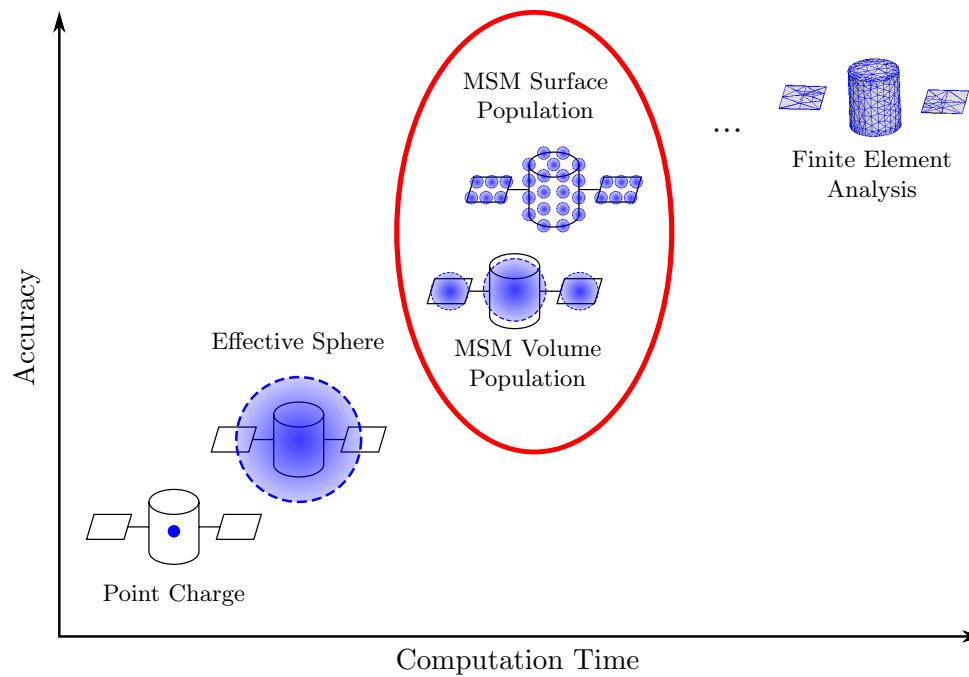 MSM Surface
Population
...
Finite Element
Analysis
MSM Volume
Population
Effective Sphere
Point Charge
Accuracy
Computation Time